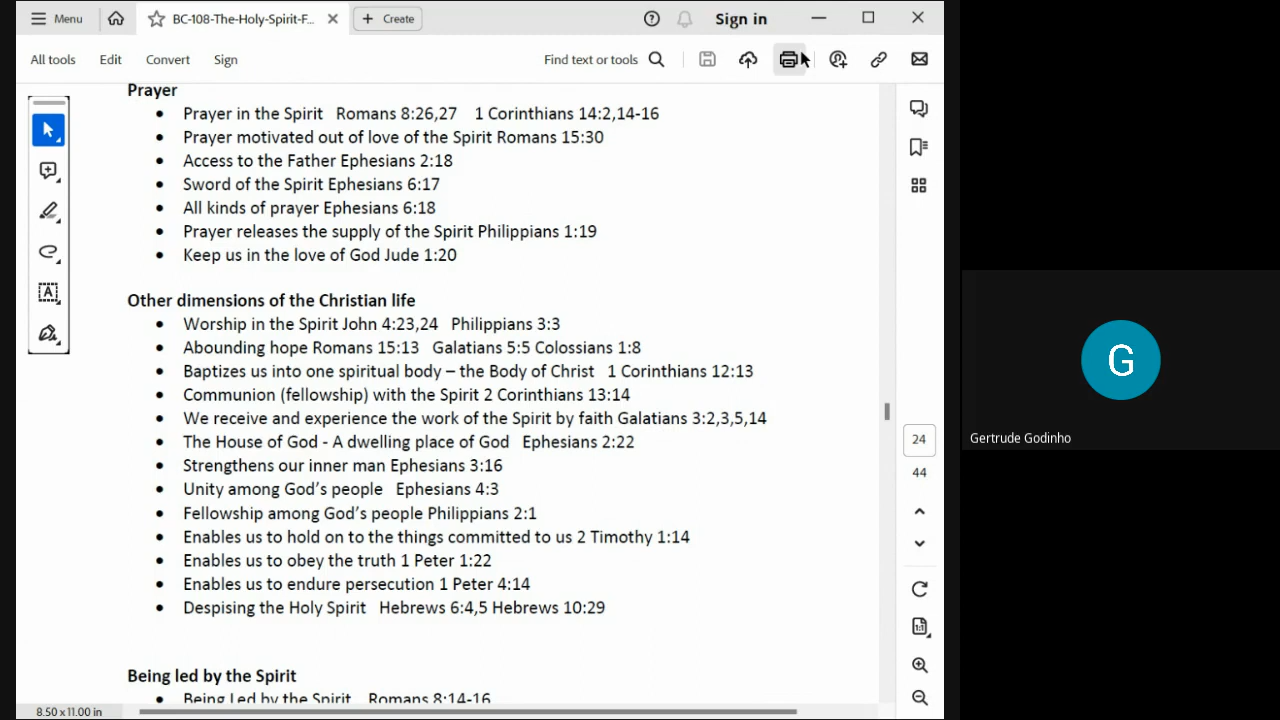 Menu
BC-108-The-Holy-Spirit-F...
Create
Sign in
All tools
Edit
Convert
Sign
Find text or tools
Prayer
• Prayer in the Spirit Romans 8:26,27 1 Corinthians 14:2,14-16
• Prayer motivated out of love of the Spirit Romans 15:30
• Access to the Father Ephesians 2:18
• Sword of the Spirit Ephesians 6:17
• All kinds of prayer Ephesians 6:18
• Prayer releases the supply of the Spirit Philippians 1:19
• Keep us in the love of God Jude 1:20
Other dimensions of the Christian life
• Worship in the Spirit John 4:23,24 Philippians 3:3
• Abounding hope Romans 15:13 Galatians 5:5 Colossians 1:8
• Baptizes us into one spiritual body – the Body of Christ 1 Corinthians 12:13
• Communion (fellowship) with the Spirit 2 Corinthians 13:14
• We receive and experience the work of the Spirit by faith Galatians 3:2,3,5,14
• The House of God - A dwelling place of God Ephesians 2:22
• Strengthens our inner man Ephesians 3:16
• Unity among God's people Ephesians 4:3
• Fellowship among God's people Philippians 2:1
• Enables us to hold on to the things committed to us 2 Timothy 1:14
• Enables us to obey the truth 1 Peter 1:22
• Enables us to endure persecution 1 Peter 4:14
• Despising the Holy Spirit Hebrews 6:4,5 Hebrews 10:29
Being led by the Spirit
• Being Led by the Spirit Romans 8:14-16
8.50 x 11.00 in
24
44
G
Gertrude Godinho